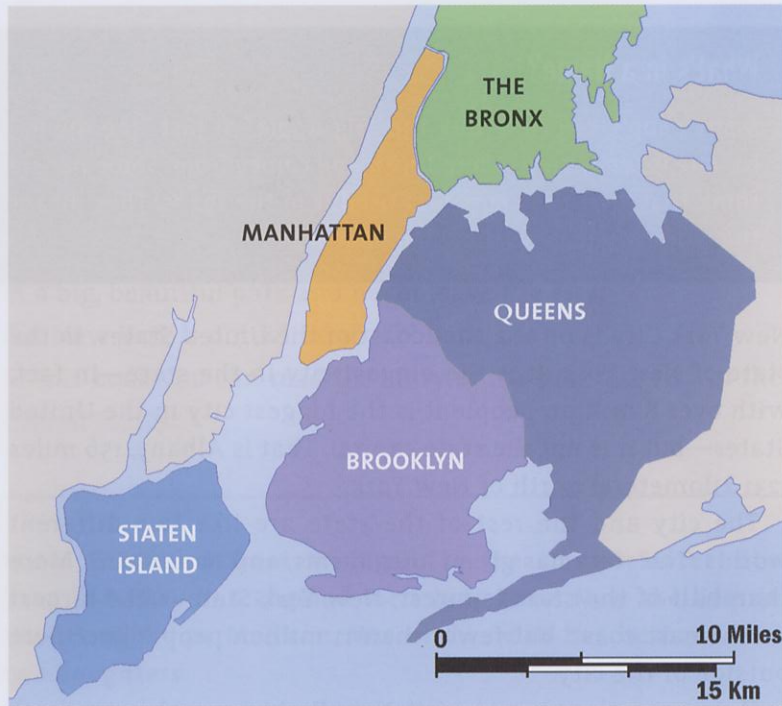 THE
BRONX
MANHATTAN
QUEENS
BROOKLYN
STATEN
ISLAND
0 10 Miles
15 Km